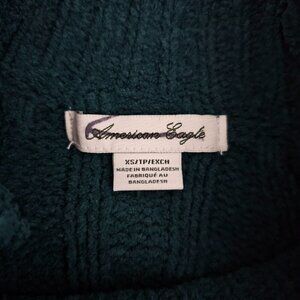 American Eagle
XS/TP/EXCH
MADE IN BANGLADESH
FABRIQUÉ AU
BANGLADESH